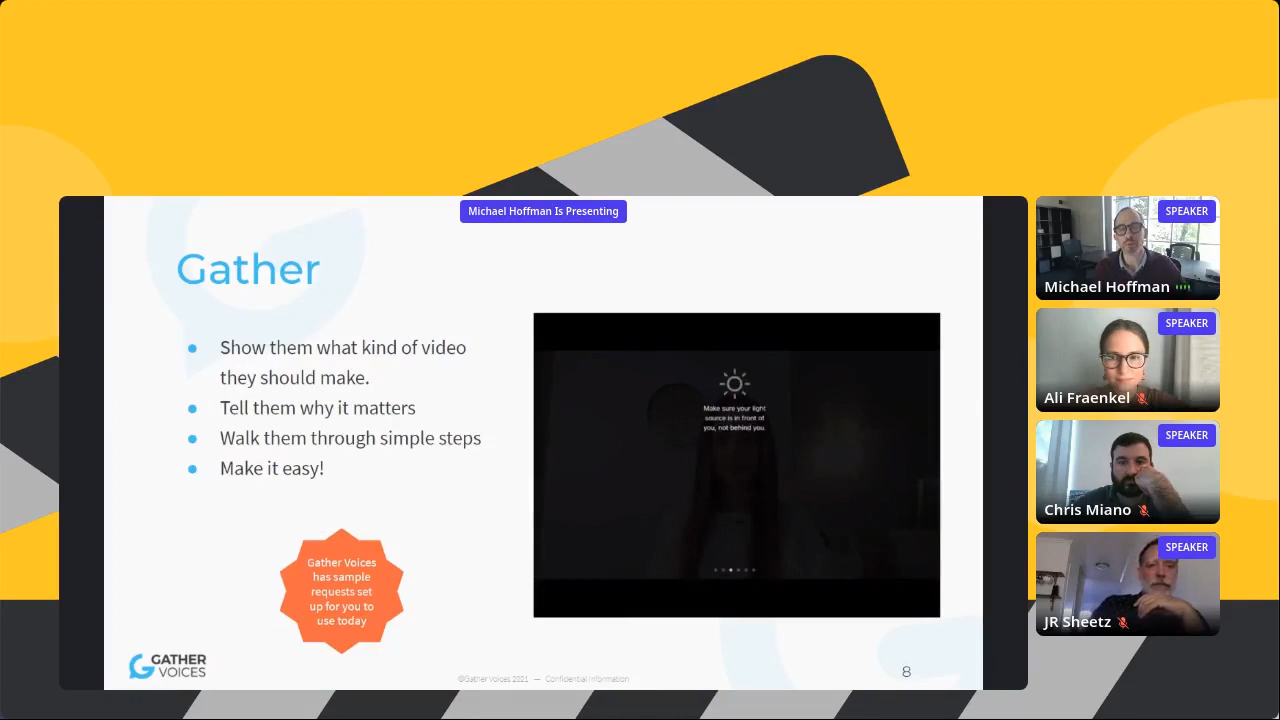 Michael Hoffman Is Presenting
Gather
Show them what kind of video
they should make.
Tell them why it matters
Walk them through simple steps
Make it easy!
Make sure your light
source is in front of
you, not behind you.
Gather Voices
has sample
requests set
up for you to
use today
GATHER
VOICES
©Gather Voices 2021 — Confidential Information
8
SPEAKER
Michael Hoffman
SPEAKER
Ali Fraenkel
SPEAKER
Chris Miano
SPEAKER
JR Sheetz